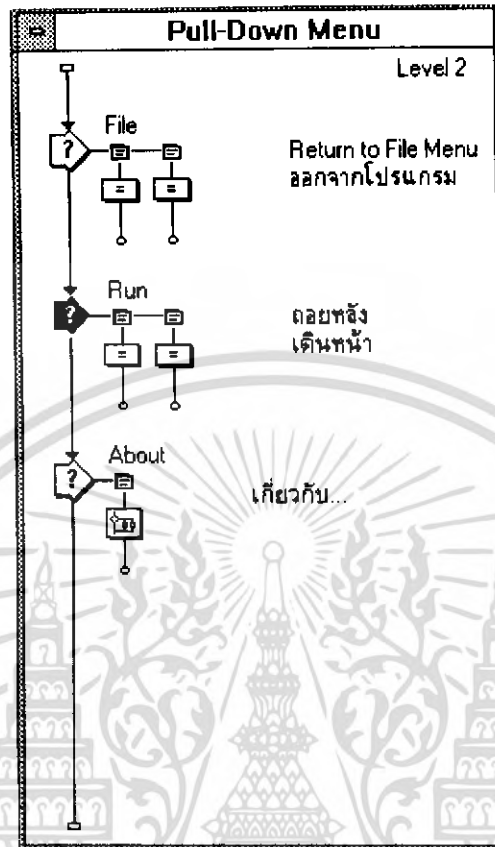 Pull-Down Menu
Level 2
File
?
Return to File Menu
ออกจากโปรแกรม
=
=
Run
?
ถอยหลัง
เดินหน้า
=
=
About
?
เกี่ยวกับ...